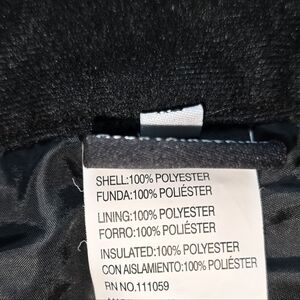 SHELL:100% POLYESTER
FUNDA:100% POLIÉSTER
LINING:100% POLYESTER
FORRO:100% POLIÉSTER
INSULATED:100% POLYESTER
CON AISLAMIENTO:100% POLIÉSTER
RN NO.111059